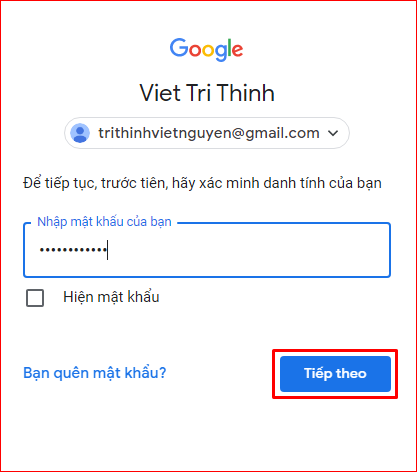 Google
Viet Tri Thinh
trithinhvietnguyen@gmail.com
Để tiếp tục, trước tiên, hãy xác minh danh tính của bạn
Nhập mật khẩu của bạn
••••••••••••
Hiện mật khẩu
Bạn quên mật khẩu?
Tiếp theo